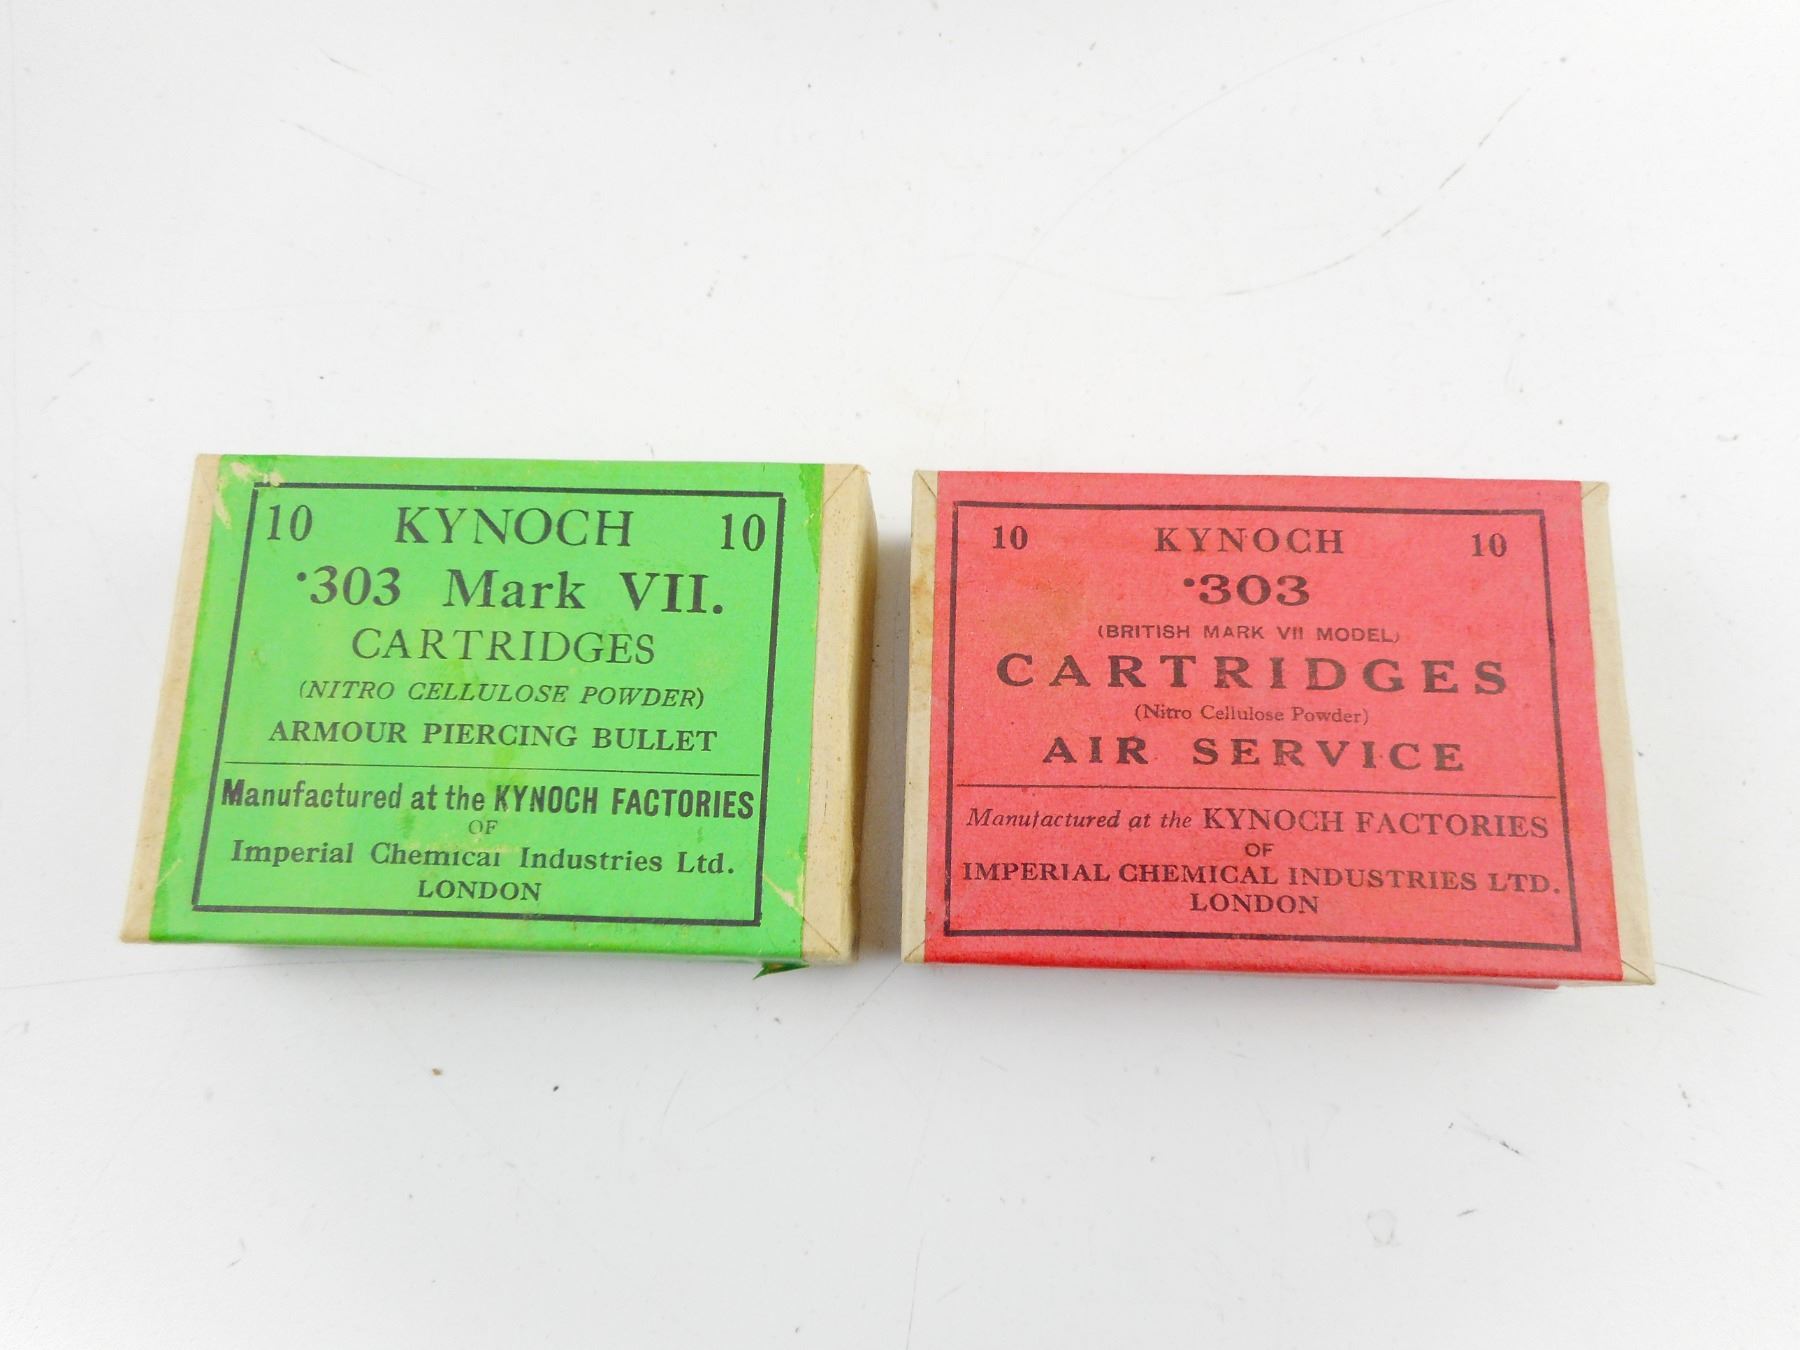 10 KYNOCH 10
·303 Mark VII.
CARTRIDGES
(NITRO CELLULOSE POWDER)
ARMOUR PIERCING BULLET
Manufactured at the KYNOCH FACTORIES
OF
Imperial Chemical Industries Ltd.
LONDON
10 KYNOCH 10
·303
(BRITISH MARK VII MODEL)
CARTRIDGES
(Nitro Cellulose Powder)
AIR SERVICE
Manufactured at the KYNOCH FACTORIES
OF
IMPERIAL CHEMICAL INDUSTRIES LTD.
LONDON